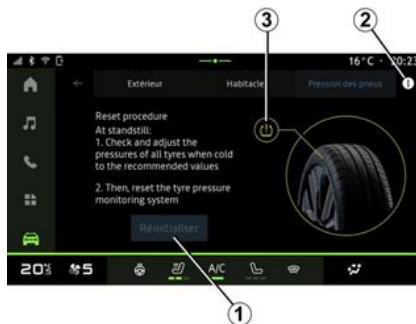 3
2
16°C · 20:23
Extérieur Habitacle Pression des pneus
Reset procedure
At standstill:
1. Check and adjust the
pressures of all tyres when cold
to the recommended values
2. Then, reset the tyre pressure
monitoring system
Réinitialiser
20 5 A/C
1